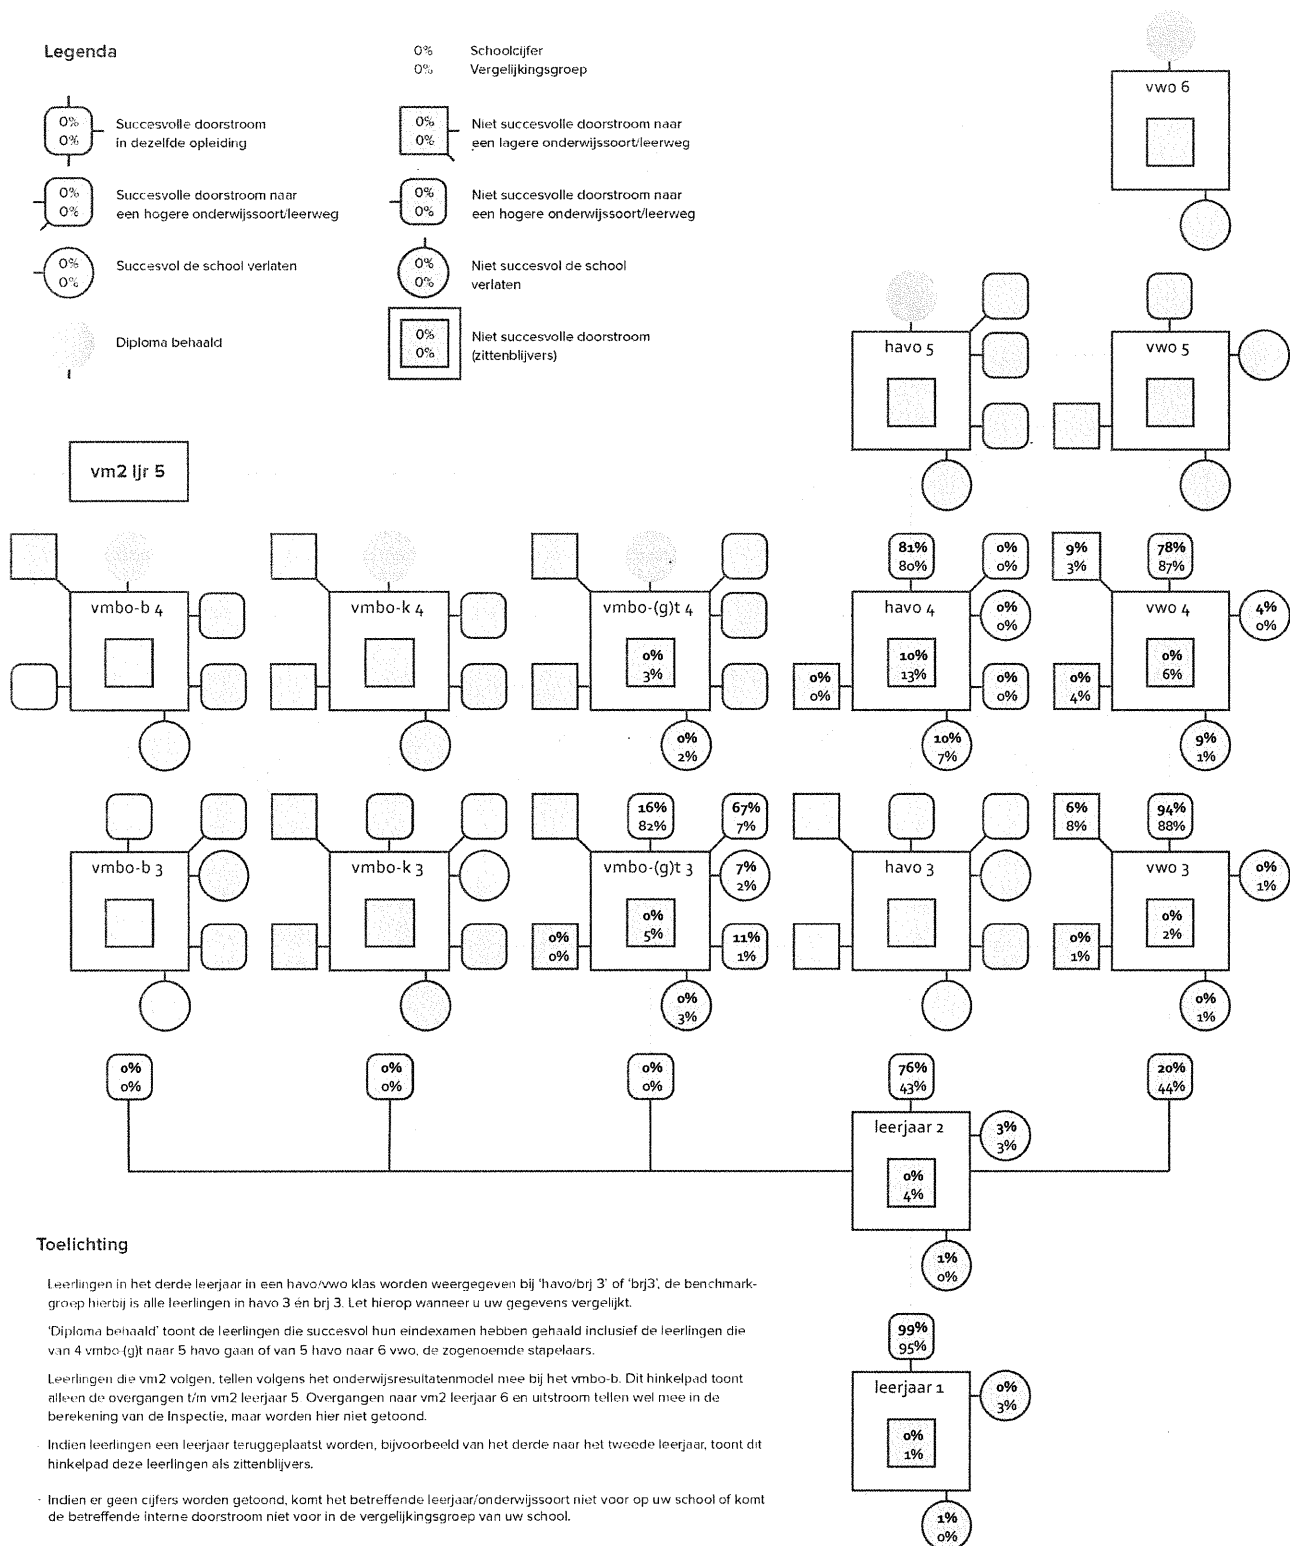 Legenda
0% Schoolcijfer
0% Vergelijkingsgroep
0%
0%
Succesvolle doorstroom
in dezelfde opleiding
0%
0%
Niet succesvolle doorstroom naar
een lagere onderwijssoort/leerweg
0%
0%
Succesvolle doorstroom naar
een hogere onderwijssoort/leerweg
0%
0%
Niet succesvolle doorstroom naar
een hogere onderwijssoort/leerweg
0%
0%
Succesvol de school verlaten
0%
0%
Niet succesvol de school
verlaten
Diploma behaald
0%
0%
Niet succesvolle doorstroom
(zittenblijvers)
vwo 6
havo 5
vwo 5
vm2 ljr 5
81%
80%
0%
0%
9%
3%
78%
87%
vmbo-b 4
vmbo-k 4
vmbo-(g)t 4
0%
3%
0%
2%
havo 4
0%
0%
10%
13%
0%
0%
0%
0%
10%
7%
vwo 4
4%
0%
0%
6%
0%
4%
9%
1%
16%
82%
67%
7%
6%
8%
94%
88%
vmbo-b 3
vmbo-k 3
vmbo-(g)t 3
7%
2%
0%
5%
0%
0%
11%
1%
0%
3%
havo 3
vwo 3
0%
1%
0%
2%
0%
1%
0%
1%
0%
0%
0%
0%
0%
0%
76%
43%
20%
44%
leerjaar 2
3%
3%
0%
4%
1%
0%
Toelichting
Leerlingen in het derde leerjaar in een havo/vwo klas worden weergegeven bij 'havo/brj 3' of 'brj3', de benchmark-
groep hierbij is alle leerlingen in havo 3 én brj 3. Let hierop wanneer u uw gegevens vergelijkt.
'Diploma behaald' toont de leerlingen die succesvol hun eindexamen hebben gehaald inclusief de leerlingen die
van 4 vmbo-(g)t naar 5 havo gaan of van 5 havo naar 6 vwo, de zogenoemde stapelaars.
Leerlingen die vm2 volgen, tellen volgens het onderwijsresultatenmodel mee bij het vmbo-b. Dit hinkelpad toont
alleen de overgangen t/m vm2 leerjaar 5. Overgangen naar vm2 leerjaar 6 en uitstroom tellen wel mee in de
berekening van de Inspectie, maar worden hier niet getoond.
· Indien leerlingen een leerjaar teruggeplaatst worden, bijvoorbeeld van het derde naar het tweede leerjaar, toont dit
hinkelpad deze leerlingen als zittenblijvers.
· Indien er geen cijfers worden getoond, komt het betreffende leerjaar/onderwijssoort niet voor op uw school of komt
de betreffende interne doorstroom niet voor in de vergelijkingsgroep van uw school.
99%
95%
leerjaar 1
0%
3%
0%
1%
1%
0%